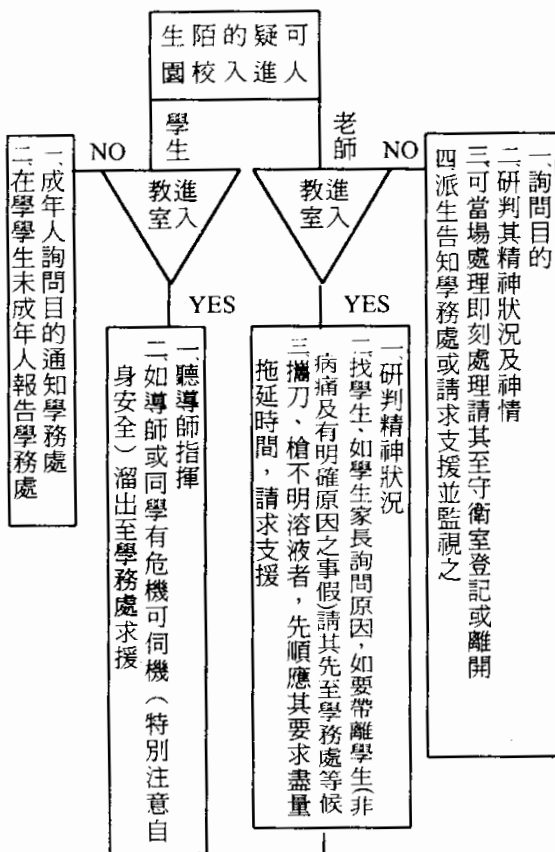 可疑的陌生
人進入校園
老師
NO
一、詢問目的
二、研判其精神狀況及神情
三、可當場處理即刻處理請其至守衛室登記或離開
四派生告知學務處或請求支援並監視之
進入
教室
YES
一、研判精神狀況
二、找學生、如學生家長詢問原因，如要帶離學生(非
病痛及有明確原因之事假)請其先至學務處等候
三、攜刀、槍不明溶液者，先順應其要求盡量
拖延時間，請求支援
學生
NO
進入
教室
YES
一、聽導師指揮
二、如導師或同學有危機可伺機（特別注意自
身安全）溜出至學務處求援
一、成年人詢問目的通知學務處
二、在學學生未成年人報告學務處